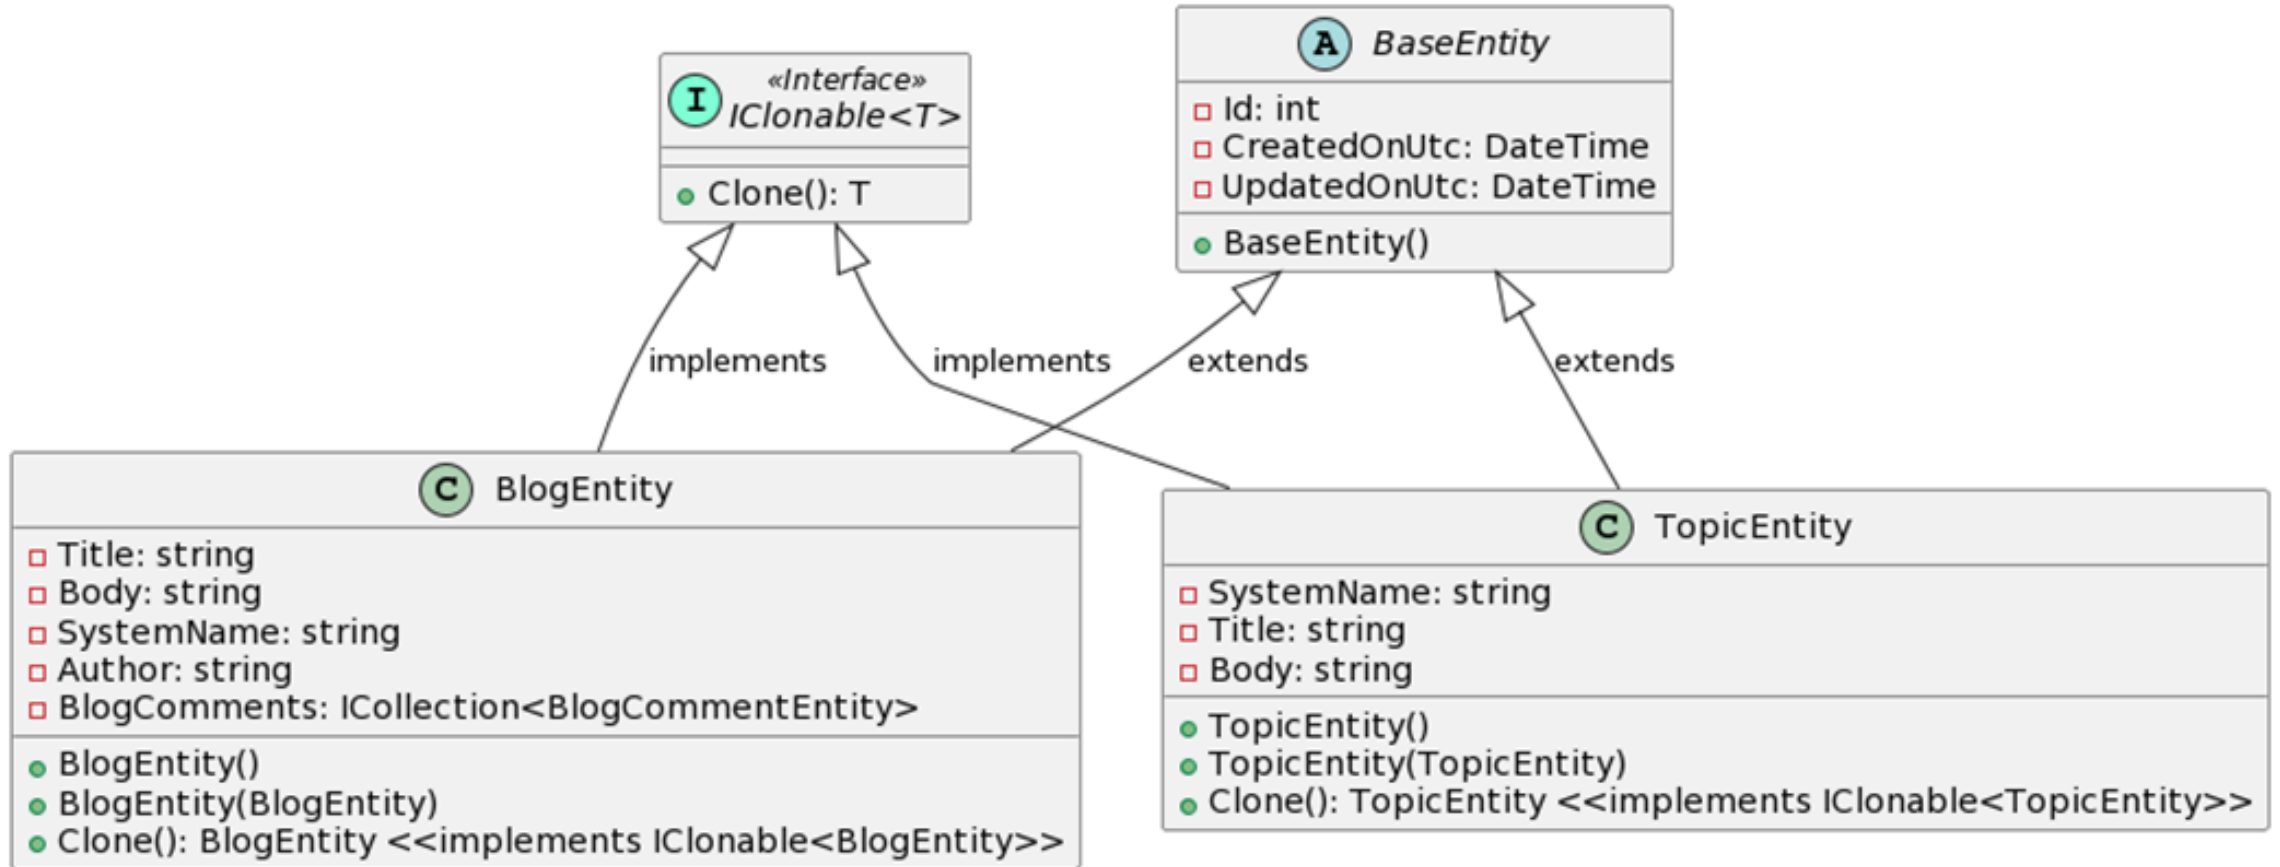 «Interface»
I IClonable<T>
Clone(): T
A BaseEntity
Id: int
CreatedOnUtc: DateTime
UpdatedOnUtc: DateTime
BaseEntity()
implements
implements
extends
extends
C BlogEntity
Title: string
Body: string
SystemName: string
Author: string
BlogComments: ICollection<BlogCommentEntity>
BlogEntity()
BlogEntity(BlogEntity)
Clone(): BlogEntity <<implements IClonable<BlogEntity>>
C TopicEntity
SystemName: string
Title: string
Body: string
TopicEntity()
TopicEntity(TopicEntity)
Clone(): TopicEntity <<implements IClonable<TopicEntity>>